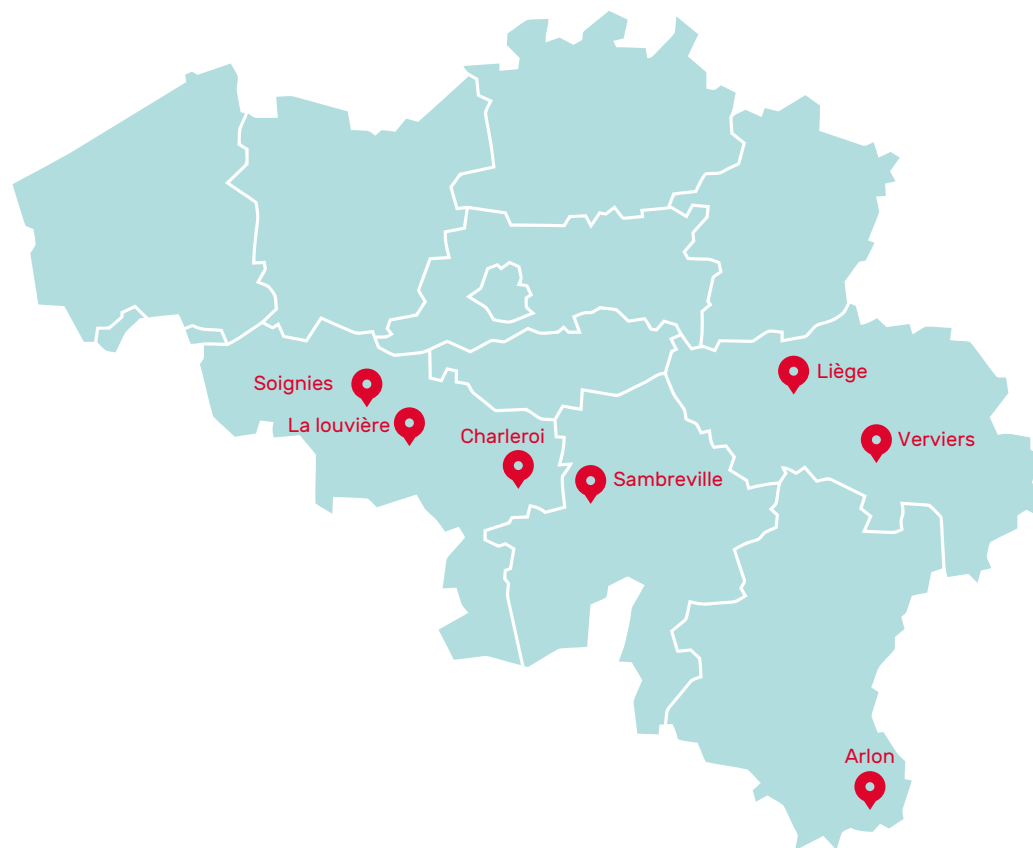 Liège
Soignies
La louvière
Charleroi
Verviers
Sambreville
Arlon